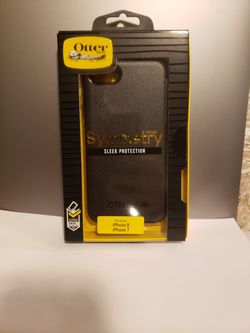 Otter
Symmetry
SLEEK PROTECTION
iPhone 8
iPhone 7